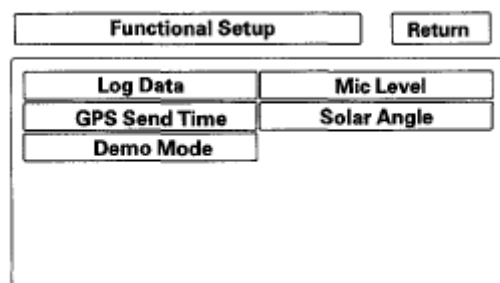 Functional Setup Return
Log Data Mic Level
GPS Send Time Solar Angle
Demo Mode